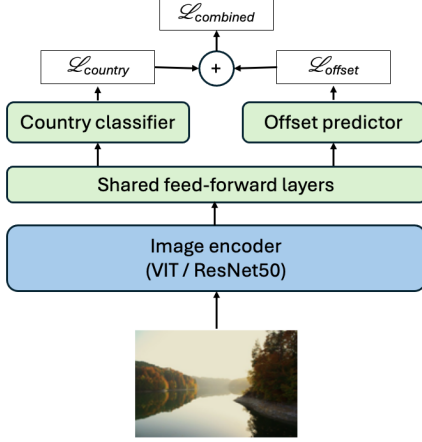 ℒcombined
ℒcountry
+
ℒoffset
Country classifier
Offset predictor
Shared feed-forward layers
Image encoder
(VIT / ResNet50)